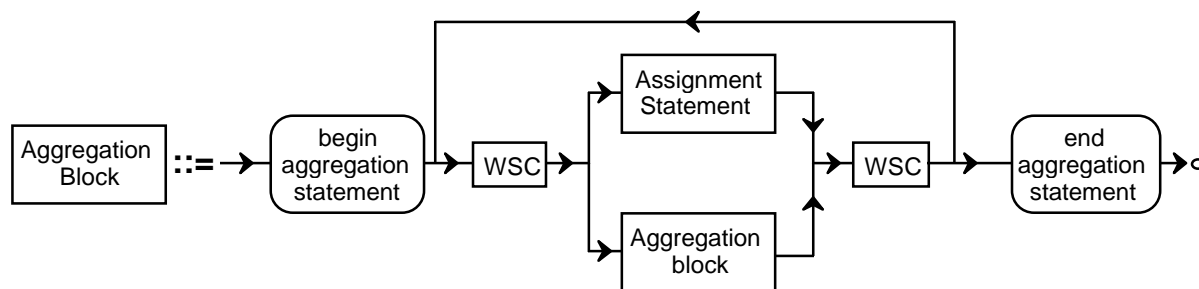 Assignment
Statement
begin
aggregation
statement
end
aggregation
statement
Aggregation
Block
::=
WSC
WSC
Aggregation
block